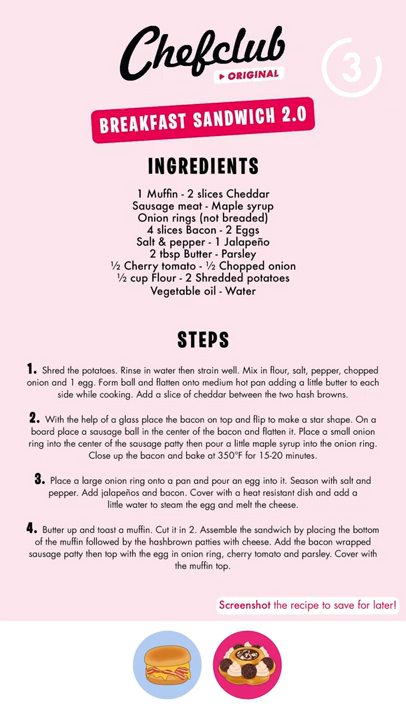 Chefclub
ORIGINAL
3
BREAKFAST SANDWICH 2.0
INGREDIENTS
1 Muffin - 2 slices Cheddar
Sausage meat - Maple syrup
Onion rings (not breaded)
4 slices Bacon - 2 Eggs
Salt & pepper - 1 Jalapeño
2 tbsp Butter - Parsley
½ Cherry tomato - ½ Chopped onion
½ cup Flour - 2 Shredded potatoes
Vegetable oil - Water
STEPS
1. Shred the potatoes. Rinse in water then strain well. Mix in flour, salt, pepper, chopped
onion and 1 egg. Form ball and flatten onto medium hot pan adding a little butter to each
side while cooking. Add a slice of cheddar between the two hash browns.
2. With the help of a glass place the bacon on top and flip to make a star shape. On a
board place a sausage ball in the center of the bacon and flatten it. Place a small onion
ring into the center of the sausage patty then pour a little maple syrup into the onion ring.
Close up the bacon and bake at 350°F for 15-20 minutes.
3. Place a large onion ring onto a pan and pour an egg into it. Season with salt and
pepper. Add jalapeños and bacon. Cover with a heat resistant dish and add a
little water to steam the egg and melt the cheese.
4. Butter up and toast a muffin. Cut it in 2. Assemble the sandwich by placing the bottom
of the muffin followed by the hashbrown patties with cheese. Add the bacon wrapped
sausage patty then top with the egg in onion ring, cherry tomato and parsley. Cover with
the muffin top.
Screenshot the recipe to save for later!